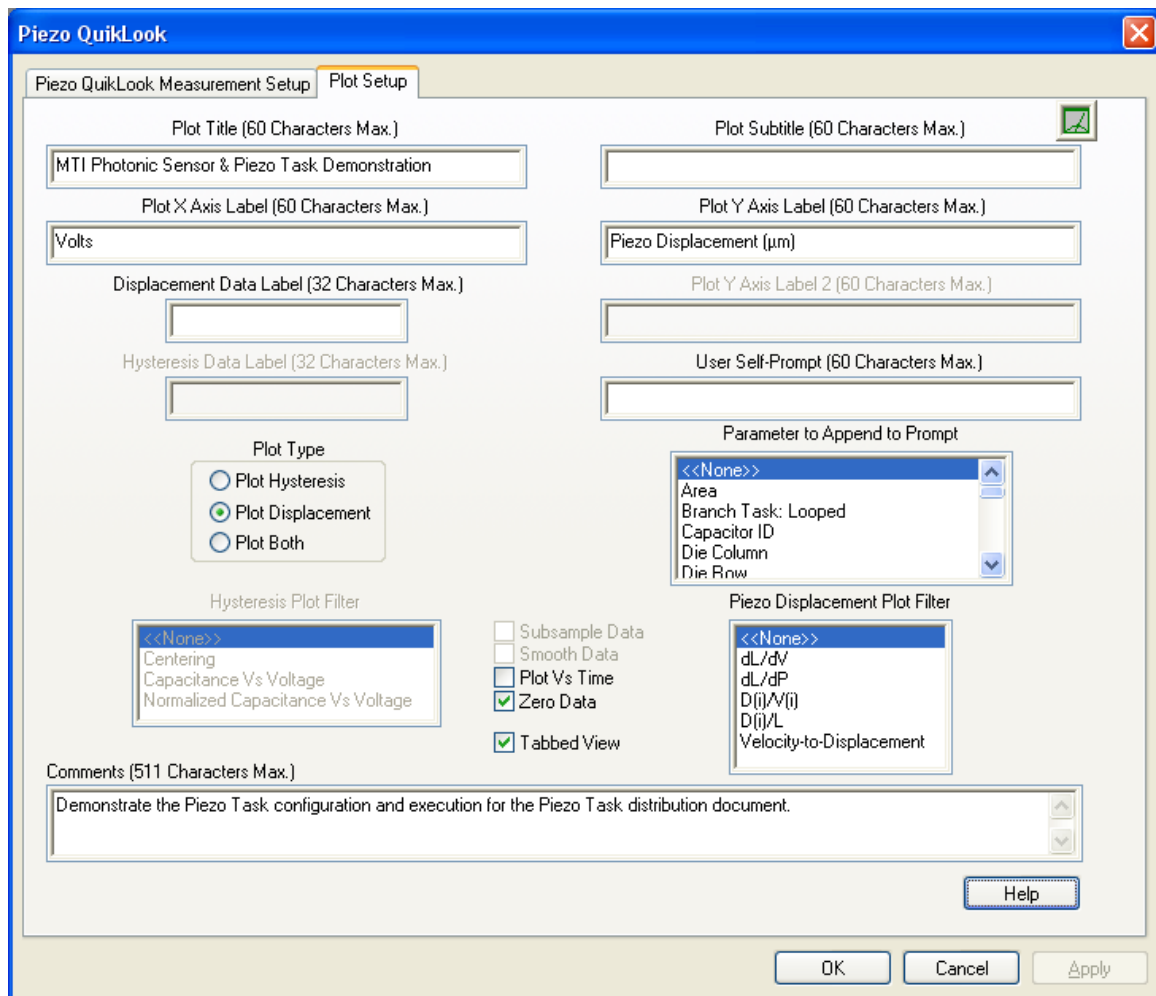 Piezo QuikLook
Piezo QuikLook Measurement Setup
Plot Setup
Plot Title (60 Characters Max.)
Plot Subtitle (60 Characters Max.)
MTI Photonic Sensor & Piezo Task Demonstration
Plot X Axis Label (60 Characters Max.)
Plot Y Axis Label (60 Characters Max.)
Volts
Piezo Displacement (µm)
Displacement Data Label (32 Characters Max.)
Plot Y Axis Label 2 (60 Characters Max.)
Hysteresis Data Label (32 Characters Max.)
User Self-Prompt (60 Characters Max.)
Plot Type
Plot Hysteresis
Plot Displacement
Plot Both
Parameter to Append to Prompt
<<None>>
Area
Branch Task: Looped
Capacitor ID
Die Column
Die Row
Hysteresis Plot Filter
<<None>>
Centering
Capacitance Vs Voltage
Normalized Capacitance Vs Voltage
Subsample Data
Smooth Data
Plot Vs Time
Zero Data
Tabbed View
Piezo Displacement Plot Filter
<<None>>
dL/dV
dL/dP
D(i)/V(i)
D(i)/L
Velocity-to-Displacement
Comments (511 Characters Max.)
Demonstrate the Piezo Task configuration and execution for the Piezo Task distribution document.
Help
OK
Cancel
Apply